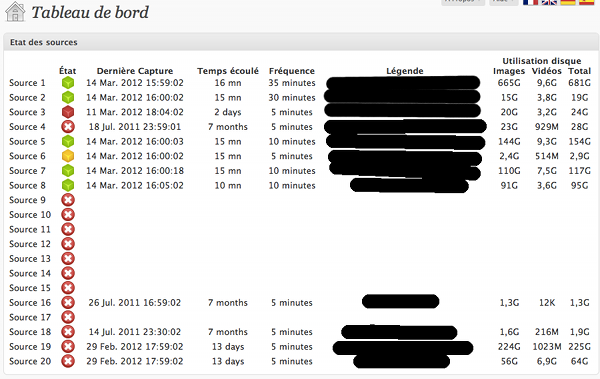 Tableau de bord
Etat des sources
Utilisation disque
État Dernière Capture Temps écoulé Fréquence Légende Images Vidéos Total
Source 1 14 Mar. 2012 15:59:02 16 mn 35 minutes 665G 9,6G 681G
Source 2 14 Mar. 2012 16:00:02 15 mn 30 minutes 15G 3,8G 19G
Source 3 11 Mar. 2012 18:04:02 2 days 5 minutes 20G 3,2G 24G
Source 4 18 Jul. 2011 23:59:01 7 months 5 minutes 23G 929M 28G
Source 5 14 Mar. 2012 16:00:03 15 mn 10 minutes 144G 9,3G 154G
Source 6 14 Mar. 2012 16:00:02 15 mn 5 minutes 2,4G 514M 2,9G
Source 7 14 Mar. 2012 16:00:18 15 mn 10 minutes 110G 7,5G 117G
Source 8 14 Mar. 2012 16:05:02 10 mn 10 minutes 91G 3,6G 95G
Source 9
Source 10
Source 11
Source 12
Source 13
Source 14
Source 15
Source 16 26 Jul. 2011 16:59:02 7 months 5 minutes 1,3G 12K 1,3G
Source 17
Source 18 14 Jul. 2011 23:30:02 7 months 5 minutes 1,6G 216M 1,9G
Source 19 29 Feb. 2012 17:59:02 13 days 5 minutes 224G 1023M 225G
Source 20 29 Feb. 2012 17:59:02 13 days 5 minutes 56G 6,9G 64G